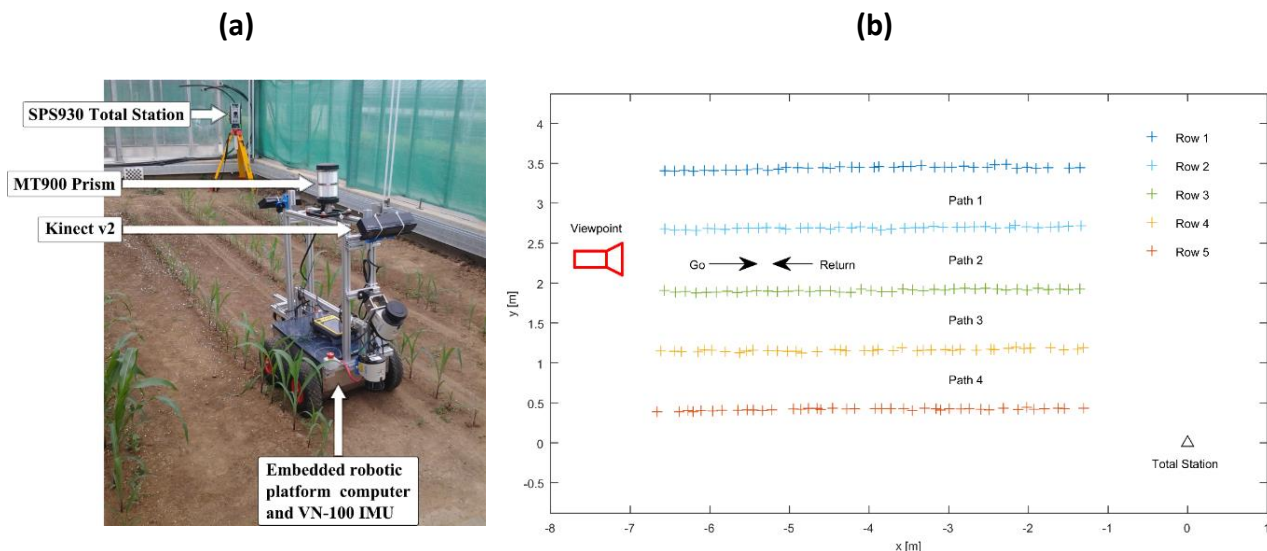 (a)
(b)
SPS930 Total Station
MT900 Prism
Kinect v2
Embedded robotic
platform computer
and VN-100 IMU
4
3.5
3
2.5
2
1.5
1
0.5
0
-0.5
y [m]
-8 -7 -6 -5 -4 -3 -2 -1 0 1
x [m]
Row 1
Row 2
Row 3
Row 4
Row 5
Path 1
Viewpoint
Go
Return
Path 2
Path 3
Path 4
Total Station